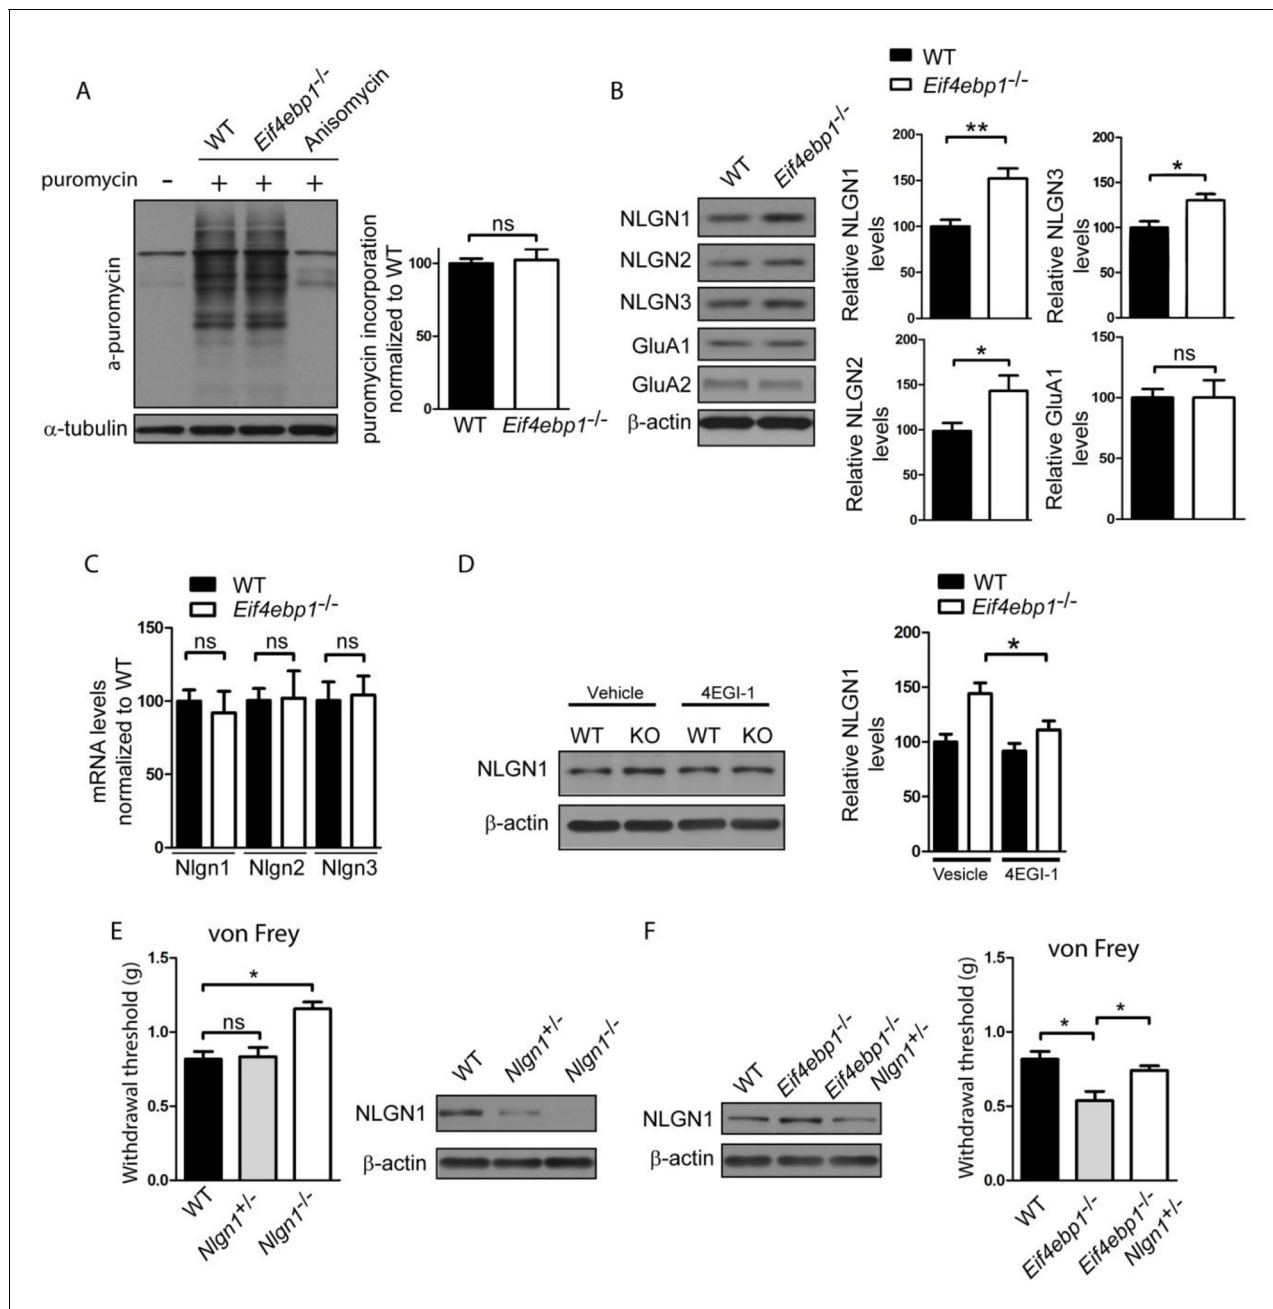 A
WT
Eif4ebp1-/-
Anisomycin
puromycin
- + + +
a-puromycin
α-tubulin
puromycin incorporation
normalized to WT
ns
100
50
0
WT Eif4ebp1-/-
B
WT
Eif4ebp1-/-
NLGN1
NLGN2
NLGN3
GluA1
GluA2
β-actin
WT
Eif4ebp1-/-
Relative NLGN1
levels
200
150
100
50
0
**
Relative NLGN3
levels
200
150
100
50
0
*
Relative NLGN2
levels
200
150
100
50
0
*
Relative GluA1
levels
150
100
50
0
ns
C
WT
Eif4ebp1-/-
mRNA levels
normalized to WT
150
100
50
0
ns ns ns
Nlgn1 Nlgn2 Nlgn3
D
Vehicle 4EGI-1
WT KO WT KO
NLGN1
β-actin
WT
Eif4ebp1-/-
Relative NLGN1
levels
200
150
100
50
0
*
Vesicle 4EGI-1
E
von Frey
Withdrawal threshold (g)
1.5
1.0
0.5
0.0
*
ns
WT
Nlgn1+/-
Nlgn1-/-
WT
Nlgn1+/-
Nlgn1-/-
NLGN1
β-actin
F
WT
Eif4ebp1-/-
Eif4ebp1-/-
Nlgn1+/-
NLGN1
β-actin
von Frey
Withdrawal threshold (g)
1.5
1.0
0.5
0.0
* *
WT
Eif4ebp1-/-
Eif4ebp1-/-
Nlgn1+/-